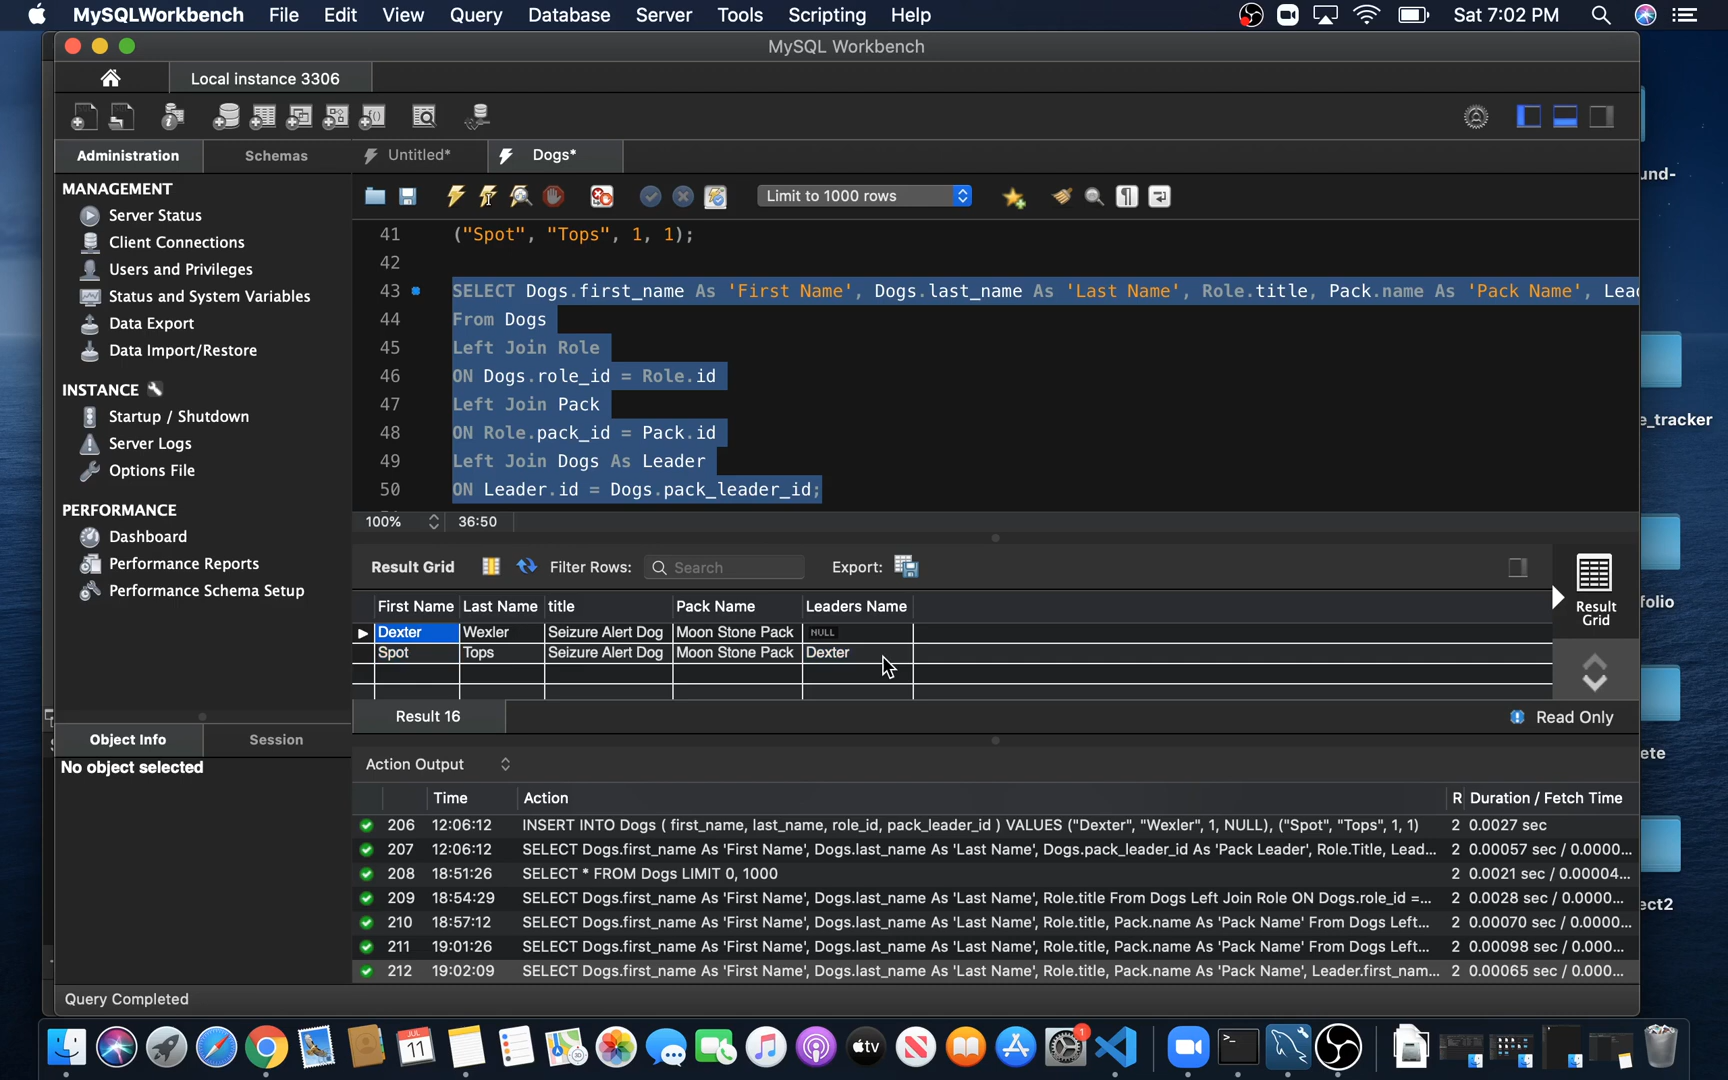 MySQLWorkbench File Edit View Query Database Server Tools Scripting Help Sat 7:02 PM
MySQL Workbench
Local instance 3306
Administration Schemas Untitled* Dogs*
MANAGEMENT
Server Status
Client Connections
Users and Privileges
Status and System Variables
Data Export
Data Import/Restore
INSTANCE
Startup / Shutdown
Server Logs
Options File
PERFORMANCE
Dashboard
Performance Reports
Performance Schema Setup
Limit to 1000 rows
41 ("Spot", "Tops", 1, 1);
42
43 SELECT Dogs.first_name As 'First Name', Dogs.last_name As 'Last Name', Role.title, Pack.name As 'Pack Name', Lea
44 From Dogs
45 Left Join Role
46 ON Dogs.role_id = Role.id
47 Left Join Pack
48 ON Role.pack_id = Pack.id
49 Left Join Dogs As Leader
50 ON Leader.id = Dogs.pack_leader_id;
100% 36:50
Result Grid Filter Rows: Search Export:
First Name Last Name title Pack Name Leaders Name
Dexter Wexler Seizure Alert Dog Moon Stone Pack NULL
Spot Tops Seizure Alert Dog Moon Stone Pack Dexter
Result
Grid
Result 16 Read Only
Object Info Session
No object selected
Action Output
Time Action R Duration / Fetch Time
206 12:06:12 INSERT INTO Dogs ( first_name, last_name, role_id, pack_leader_id ) VALUES ("Dexter", "Wexler", 1, NULL), ("Spot", "Tops", 1, 1) 2 0.0027 sec
207 12:06:12 SELECT Dogs.first_name As 'First Name', Dogs.last_name As 'Last Name', Dogs.pack_leader_id As 'Pack Leader', Role.Title, Lead... 2 0.00057 sec / 0.0000...
208 18:51:26 SELECT * FROM Dogs LIMIT 0, 1000 2 0.0021 sec / 0.00004...
209 18:54:29 SELECT Dogs.first_name As 'First Name', Dogs.last_name As 'Last Name', Role.title From Dogs Left Join Role ON Dogs.role_id =... 2 0.0028 sec / 0.0000...
210 18:57:12 SELECT Dogs.first_name As 'First Name', Dogs.last_name As 'Last Name', Role.title, Pack.name As 'Pack Name' From Dogs Left... 2 0.00070 sec / 0.0000...
211 19:01:26 SELECT Dogs.first_name As 'First Name', Dogs.last_name As 'Last Name', Role.title, Pack.name As 'Pack Name' From Dogs Left... 2 0.00098 sec / 0.000...
212 19:02:09 SELECT Dogs.first_name As 'First Name', Dogs.last_name As 'Last Name', Role.title, Pack.name As 'Pack Name', Leader.first_nam... 2 0.00065 sec / 0.000...
Query Completed
und-
e_tracker
folio
ete
ect2
JUL
11
tv
1